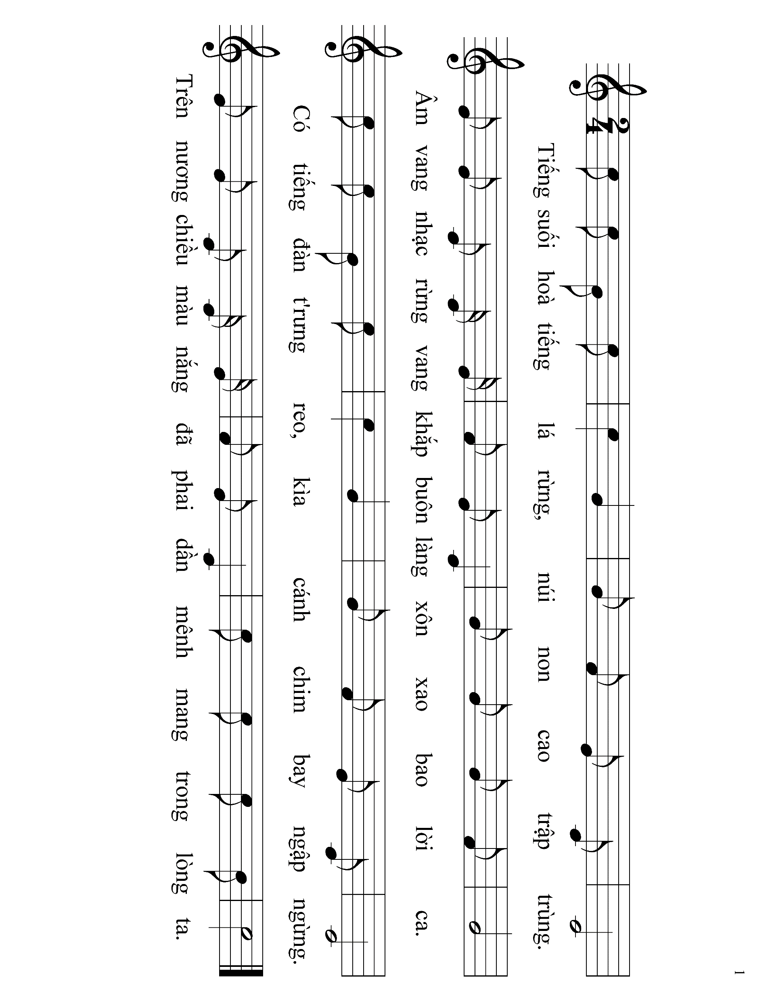 1
2
4
Tiếng suối hoà tiếng lá rừng, núi non cao trập trùng.
Âm vang nhạc rừng vang khắp buôn làng xôn xao bao lời ca.
Có tiếng đàn t'rưng reo, kìa cánh chim bay ngập ngừng.
Trên nương chiều màu nắng đã phai dần mênh mang trong lòng ta.